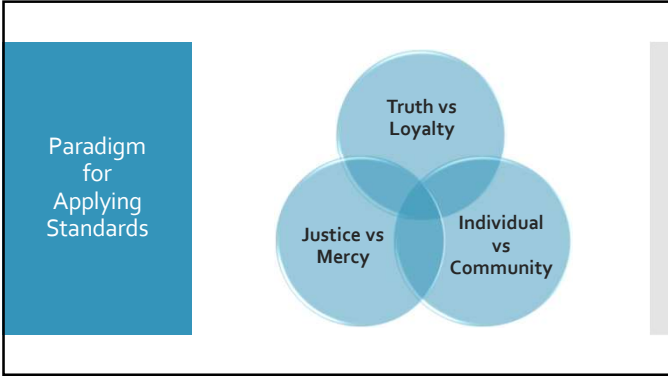 Paradigm
for
Applying
Standards
Truth vs
Loyalty
Justice vs
Mercy
Individual
vs
Community